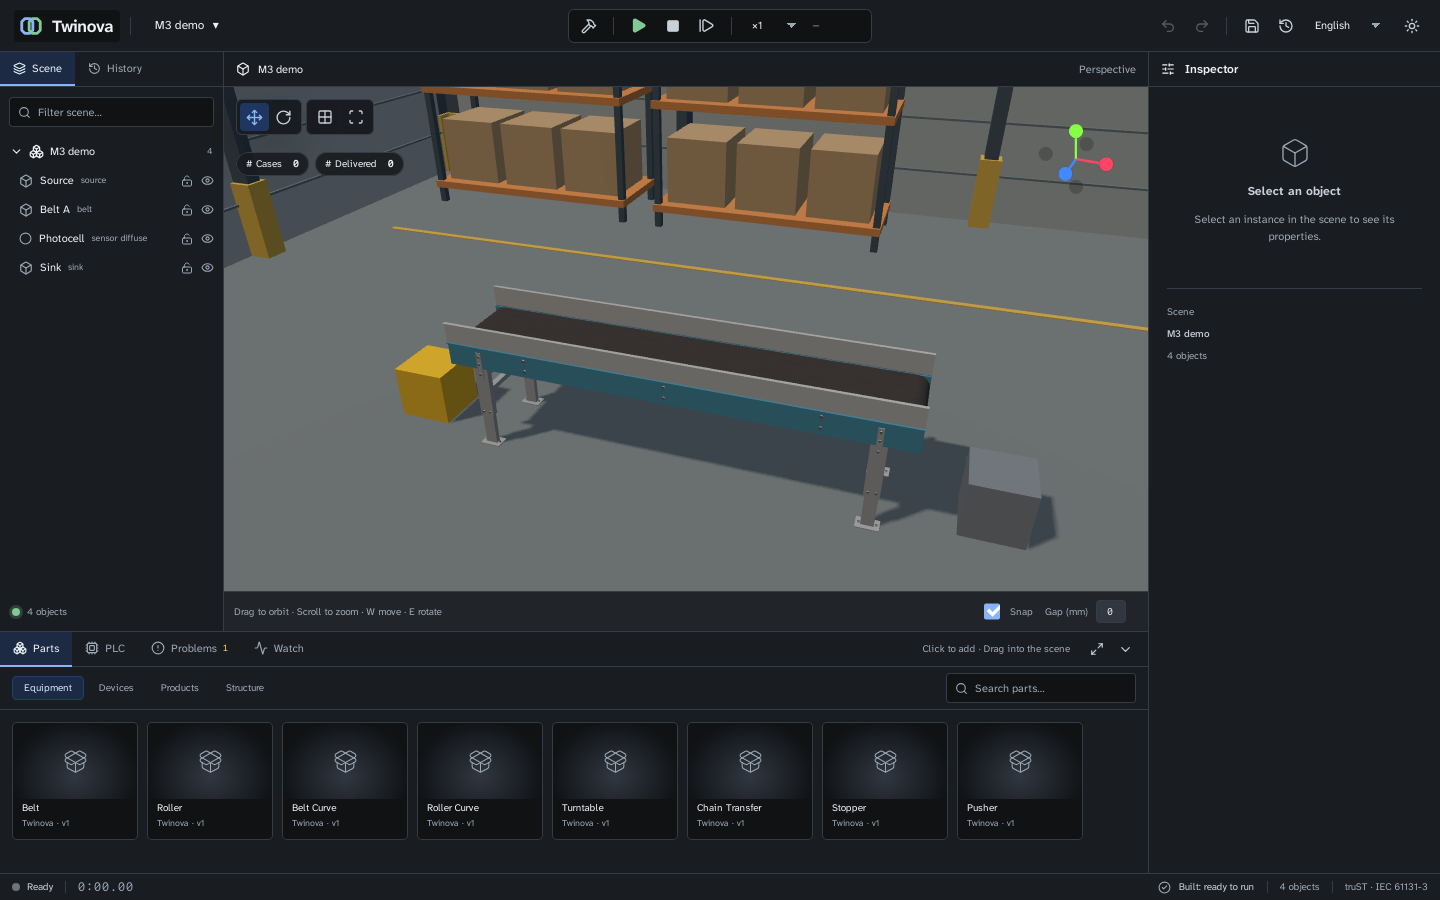 Twinova
M3 demo ▾
×1
–
English
Scene
History
M3 demo
Perspective
Inspector
Filter scene...
M3 demo 4
Source source
Belt A belt
Photocell sensor diffuse
Sink sink
# Cases 0
# Delivered 0
Select an object
Select an instance in the scene to see its
properties.
Scene
M3 demo
4 objects
4 objects
Drag to orbit · Scroll to zoom · W move · E rotate
Snap
Gap (mm) 0
Parts
PLC
Problems 1
Watch
Click to add · Drag into the scene
Equipment
Devices
Products
Structure
Search parts...
Belt
Twinova · v1
Roller
Twinova · v1
Belt Curve
Twinova · v1
Roller Curve
Twinova · v1
Turntable
Twinova · v1
Chain Transfer
Twinova · v1
Stopper
Twinova · v1
Pusher
Twinova · v1
Ready
0:00.00
Built: ready to run
4 objects
truST · IEC 61131-3